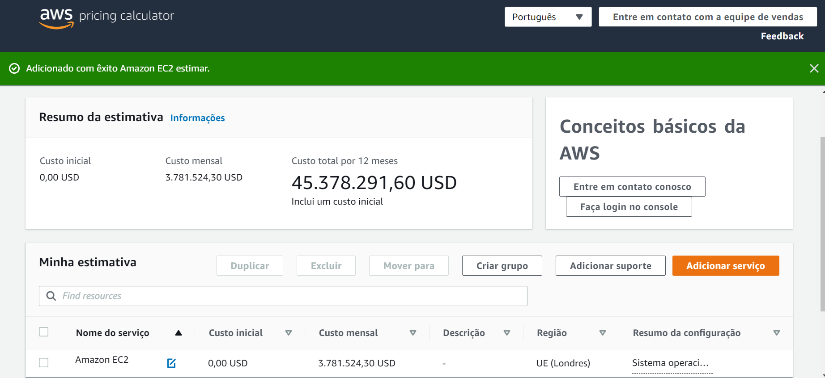 aws pricing calculator
Português
Entre em contato com a equipe de vendas
Feedback
Adicionado com êxito Amazon EC2 estimar.
Resumo da estimativa Informações
Custo inicial
0,00 USD
Custo mensal
3.781.524,30 USD
Custo total por 12 meses
45.378.291,60 USD
Inclui um custo inicial
Conceitos básicos da
AWS
Entre em contato conosco
Faça login no console
Minha estimativa
Duplicar
Excluir
Mover para
Criar grupo
Adicionar suporte
Adicionar serviço
Find resources
Nome do serviço Custo inicial Custo mensal Descrição Região Resumo da configuração
Amazon EC2 0,00 USD 3.781.524,30 USD - UE (Londres) Sistema operaci...